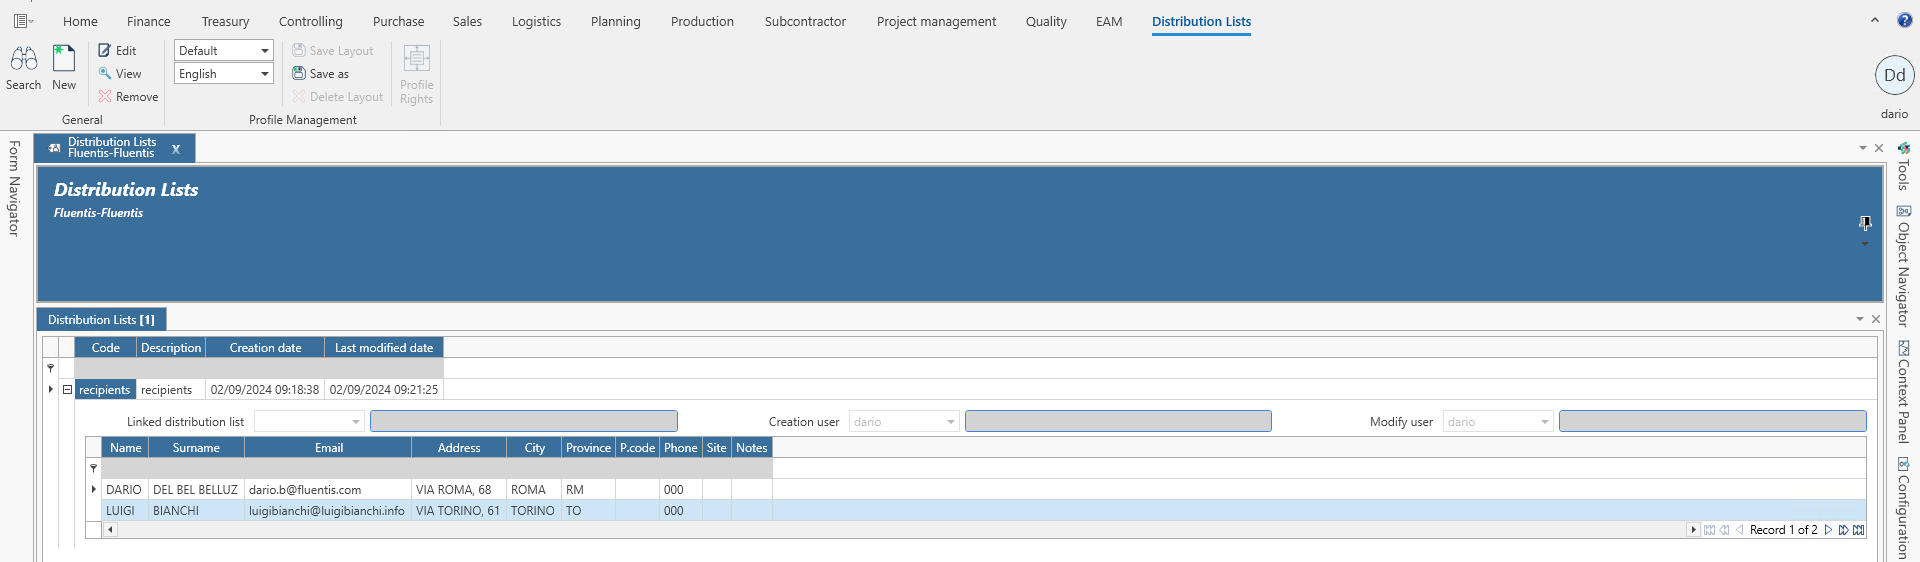 Home Finance Treasury Controlling Purchase Sales Logistics Planning Production Subcontractor Project management Quality EAM Distribution Lists
Search
New
Edit
View
Remove
General
Default
English
Save Layout
Save as
Delete Layout
Profile
Rights
Profile Management
Dd
dario
Form Navigator
Distribution Lists
Fluentis-Fluentis
X
Distribution Lists
Fluentis-Fluentis
Tools
Object Navigator
Context Panel
Configuration
Distribution Lists [1]
Code Description Creation date Last modified date
recipients recipients 02/09/2024 09:18:38 02/09/2024 09:21:25
Linked distribution list Creation user dario Modify user dario
Name Surname Email Address City Province P.code Phone Site Notes
DARIO DEL BEL BELLUZ dario.b@fluentis.com VIA ROMA, 68 ROMA RM 000
LUIGI BIANCHI luigibianchi@luigibianchi.info VIA TORINO, 61 TORINO TO 000
Record 1 of 2